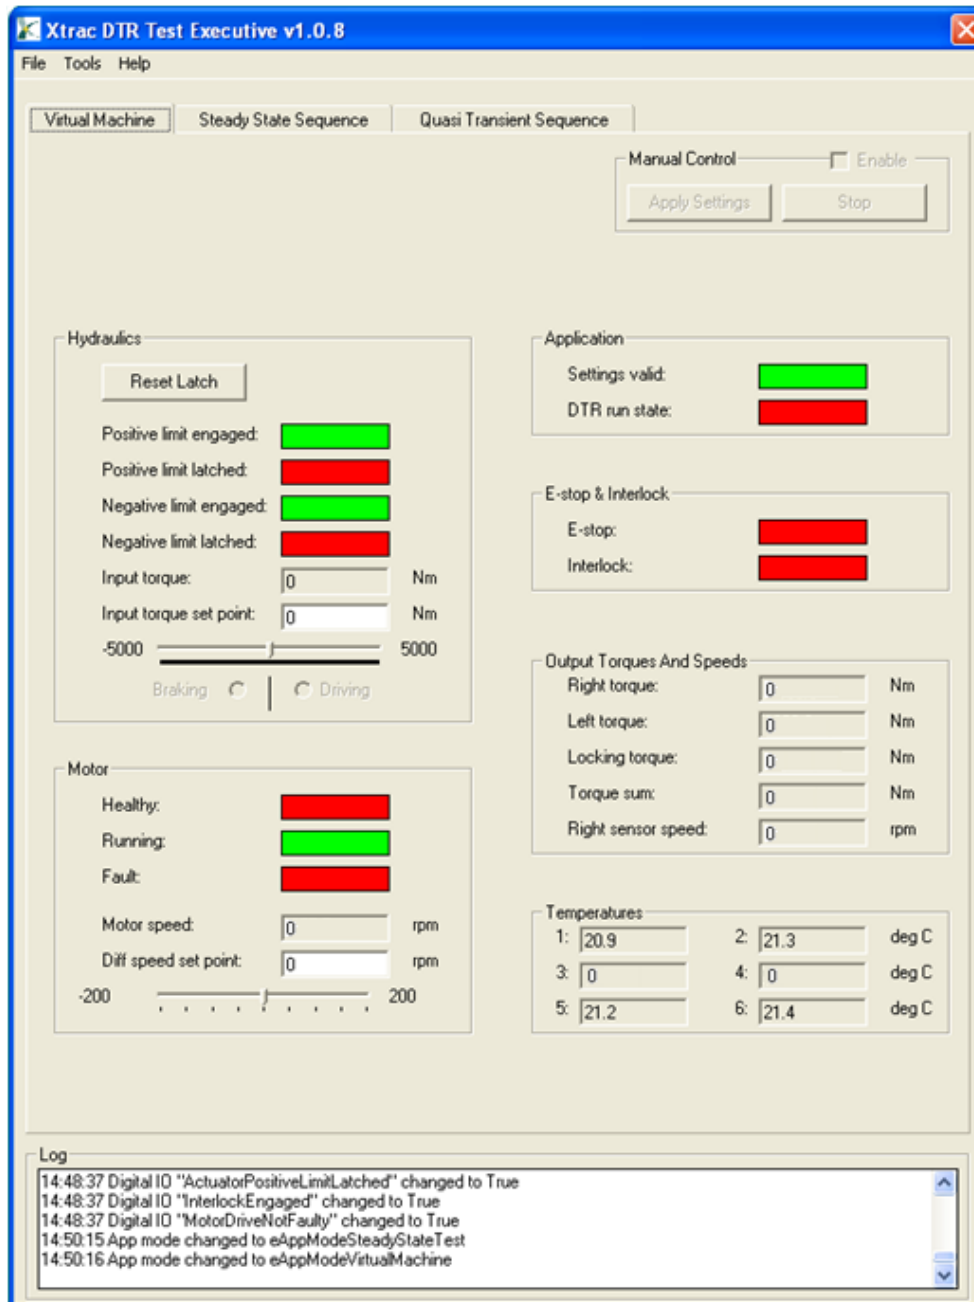 Xtrac DTR Test Executive v1.0.8
File Tools Help
Virtual Machine Steady State Sequence Quasi Transient Sequence
Manual Control Enable
Apply Settings Stop
Hydraulics
Reset Latch
Positive limit engaged:
Positive limit latched:
Negative limit engaged:
Negative limit latched:
Input torque: 0 Nm
Input torque set point: 0 Nm
-5000 5000
Braking Driving
Motor
Healthy:
Running:
Fault:
Motor speed: 0 rpm
Diff speed set point: 0 rpm
-200 200
Application
Settings valid:
DTR run state:
E-stop & Interlock
E-stop:
Interlock:
Output Torques And Speeds
Right torque: 0 Nm
Left torque: 0 Nm
Locking torque: 0 Nm
Torque sum: 0 Nm
Right sensor speed: 0 rpm
Temperatures
1: 20.9 2: 21.3 deg C
3: 0 4: 0 deg C
5: 21.2 6: 21.4 deg C
Log
14:48:37 Digital IO "ActuatorPositiveLimitLatched" changed to True
14:48:37 Digital IO "InterlockEngaged" changed to True
14:48:37 Digital IO "MotorDriveNotFaulty" changed to True
14:50:15 App mode changed to eAppModeSteadyStateTest
14:50:16 App mode changed to eAppModeVirtualMachine